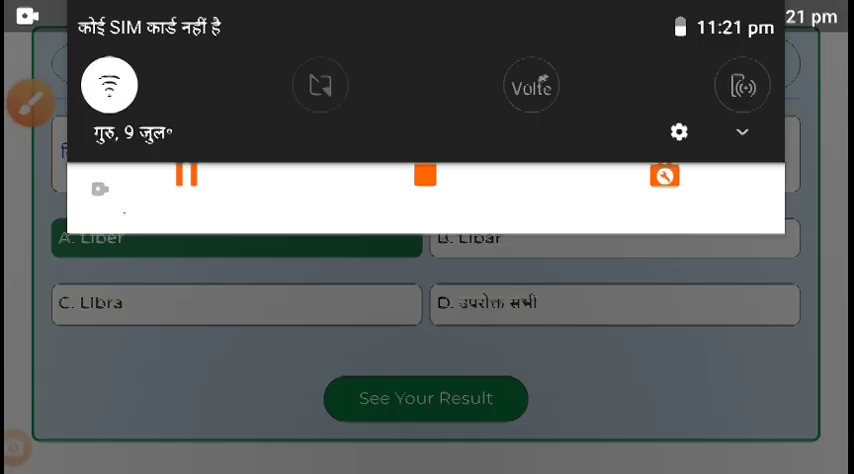 कोई SIM कार्ड नहीं है
11:21 pm
21 pm
Volte
गुरु, 9 जुल॰
A. Liber
B. Libar
C. Libra
D. उपरोक्त सभी
See Your Result